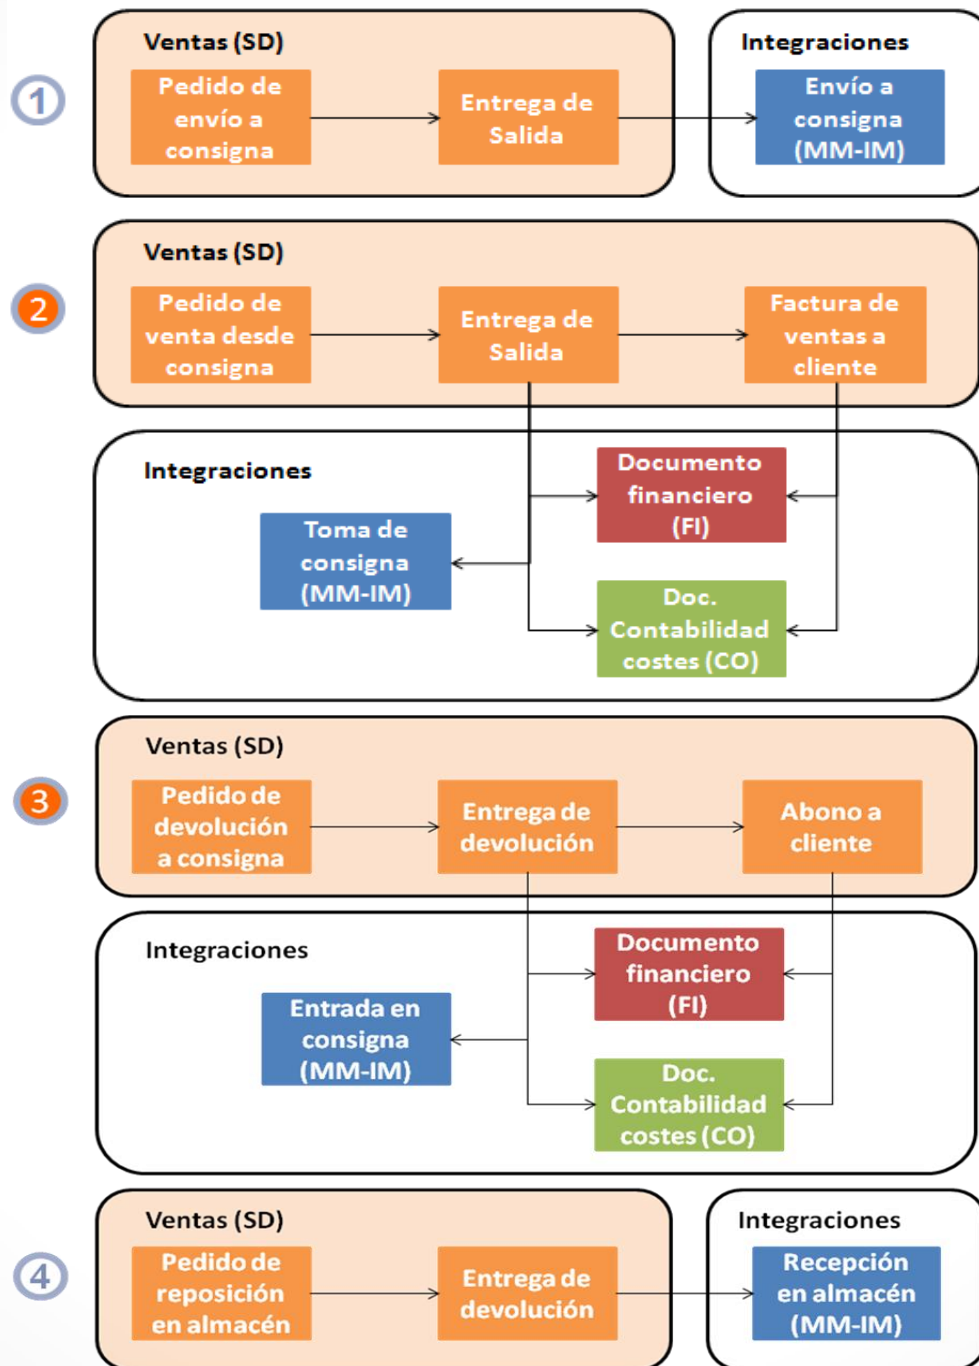 Ventas (SD)
Integraciones
1
Pedido de
envío a
consigna
Entrega de
Salida
Envío a
consigna
(MM-IM)
Ventas (SD)
2
Pedido de
venta desde
consigna
Entrega de
Salida
Factura de
ventas a
cliente
Integraciones
Documento
financiero
(FI)
Toma de
consigna
(MM-IM)
Doc.
Contabilidad
costes (CO)
Ventas (SD)
3
Pedido de
devolución
a consigna
Entrega de
devolución
Abono a
cliente
Integraciones
Documento
financiero
(FI)
Entrada en
consigna
(MM-IM)
Doc.
Contabilidad
costes (CO)
Ventas (SD)
Integraciones
4
Pedido de
reposición
en almacén
Entrega de
devolución
Recepción
en almacén
(MM-IM)